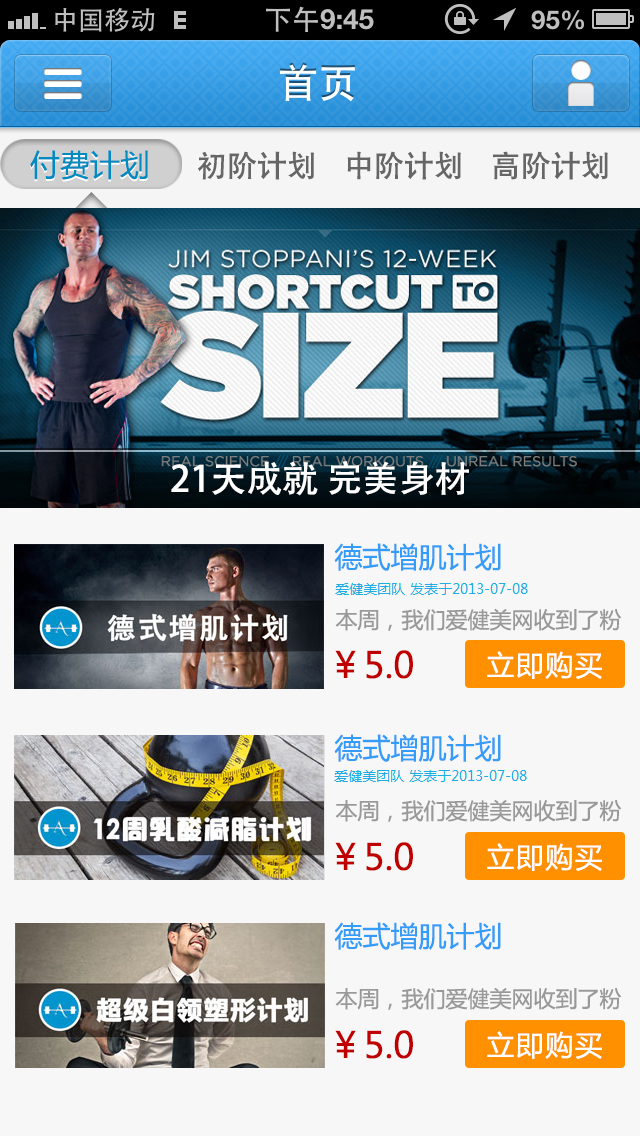 中国移动 E 下午9:45 95%
首页
付费计划 初阶计划 中阶计划 高阶计划
JIM STOPPANI'S 12-WEEK
SHORTCUT TO
SIZE
REAL SCIENCE // REAL WORKOUTS // UNREAL RESULTS
21天成就 完美身材
德式增肌计划
德式增肌计划
爱健美团队 发表于2013-07-08
本周，我们爱健美网收到了粉
¥ 5.0 立即购买
12周乳酸减脂计划
德式增肌计划
爱健美团队 发表于2013-07-08
本周，我们爱健美网收到了粉
¥ 5.0 立即购买
超级白领塑形计划
德式增肌计划
本周，我们爱健美网收到了粉
¥ 5.0 立即购买